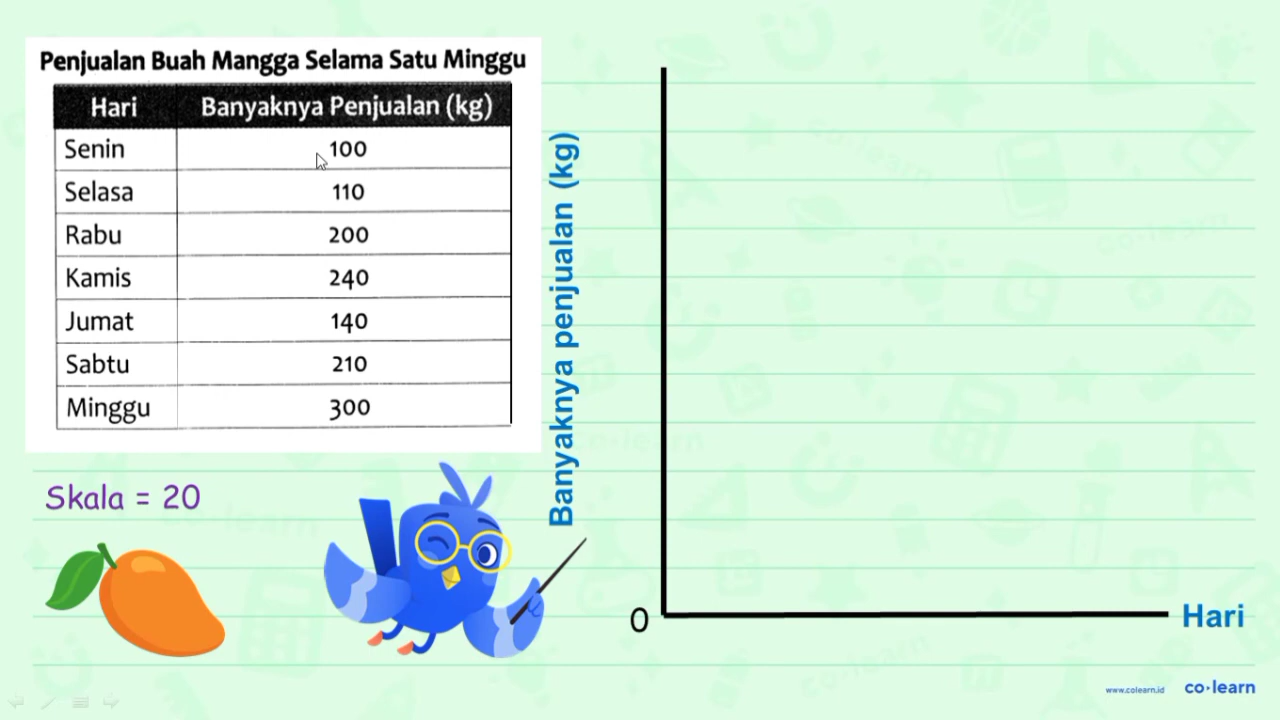 Penjualan Buah Mangga Selama Satu Minggu
Hari Banyaknya Penjualan (kg)
Senin 100
Selasa 110
Rabu 200
Kamis 240
Jumat 140
Sabtu 210
Minggu 300
Skala = 20
Banyaknya penjualan (kg)
0
Hari
www.colearn.id
co·learn